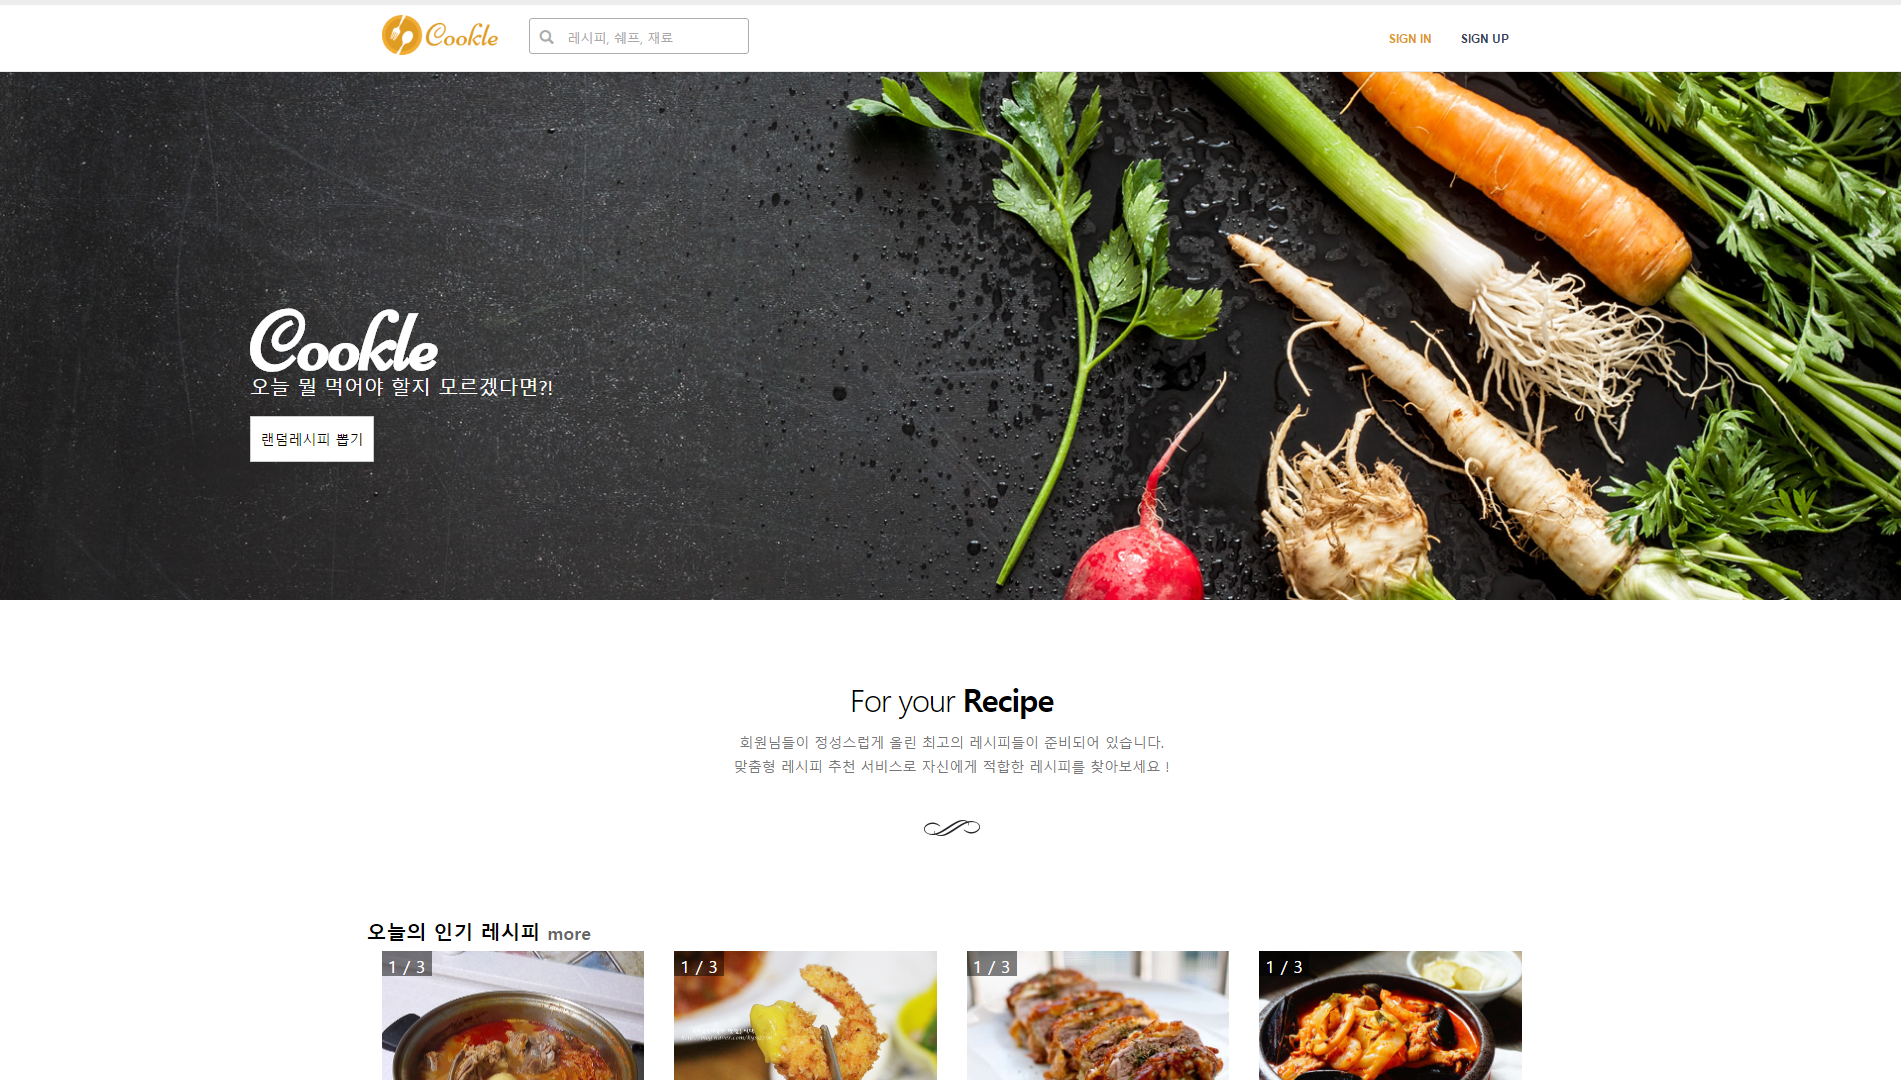 Cookle
레시피, 쉐프, 재료
SIGN IN
SIGN UP
Cookle
오늘 뭘 먹어야 할지 모르겠다면?!
랜덤레시피 뽑기
For your Recipe
회원님들이 정성스럽게 올린 최고의 레시피들이 준비되어 있습니다.
맞춤형 레시피 추천 서비스로 자신에게 적합한 레시피를 찾아보세요 !
오늘의 인기 레시피 more
1 / 3
1 / 3
1 / 3
1 / 3